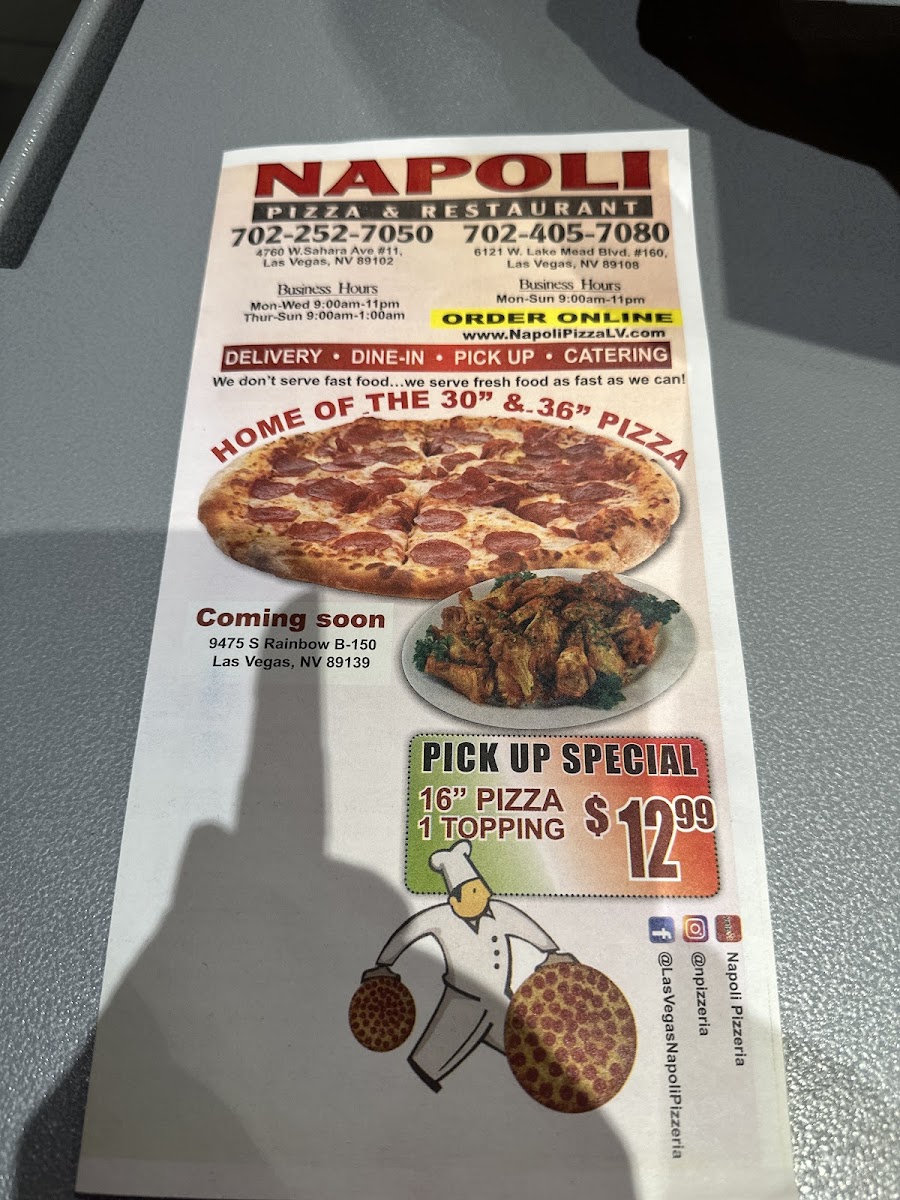 NAPOLI
PIZZA & RESTAURANT
702-252-7050
4760 W.Sahara Ave #11,
Las Vegas, NV 89102
Business Hours
Mon-Wed 9:00am-11pm
Thur-Sun 9:00am-1:00am
702-405-7080
6121 W. Lake Mead Blvd. #160,
Las Vegas, NV 89108
Business Hours
Mon-Sun 9:00am-11pm
ORDER ONLINE
www.NapoliPizzaLV.com
DELIVERY • DINE-IN • PICK UP • CATERING
We don't serve fast food...we serve fresh food as fast as we can!
HOME OF THE 30” & 36” PIZZA
Coming soon
9475 S Rainbow B-150
Las Vegas, NV 89139
PICK UP SPECIAL
16” PIZZA
1 TOPPING
$12.99
Napoli Pizzeria
@npizzeria
@LasVegasNapoliPizzeria